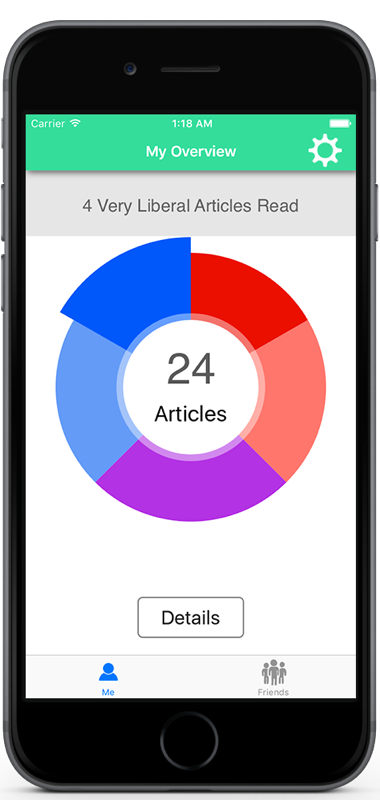 Carrier 1:18 AM
My Overview
4 Very Liberal Articles Read
24
Articles
Details
Me Friends